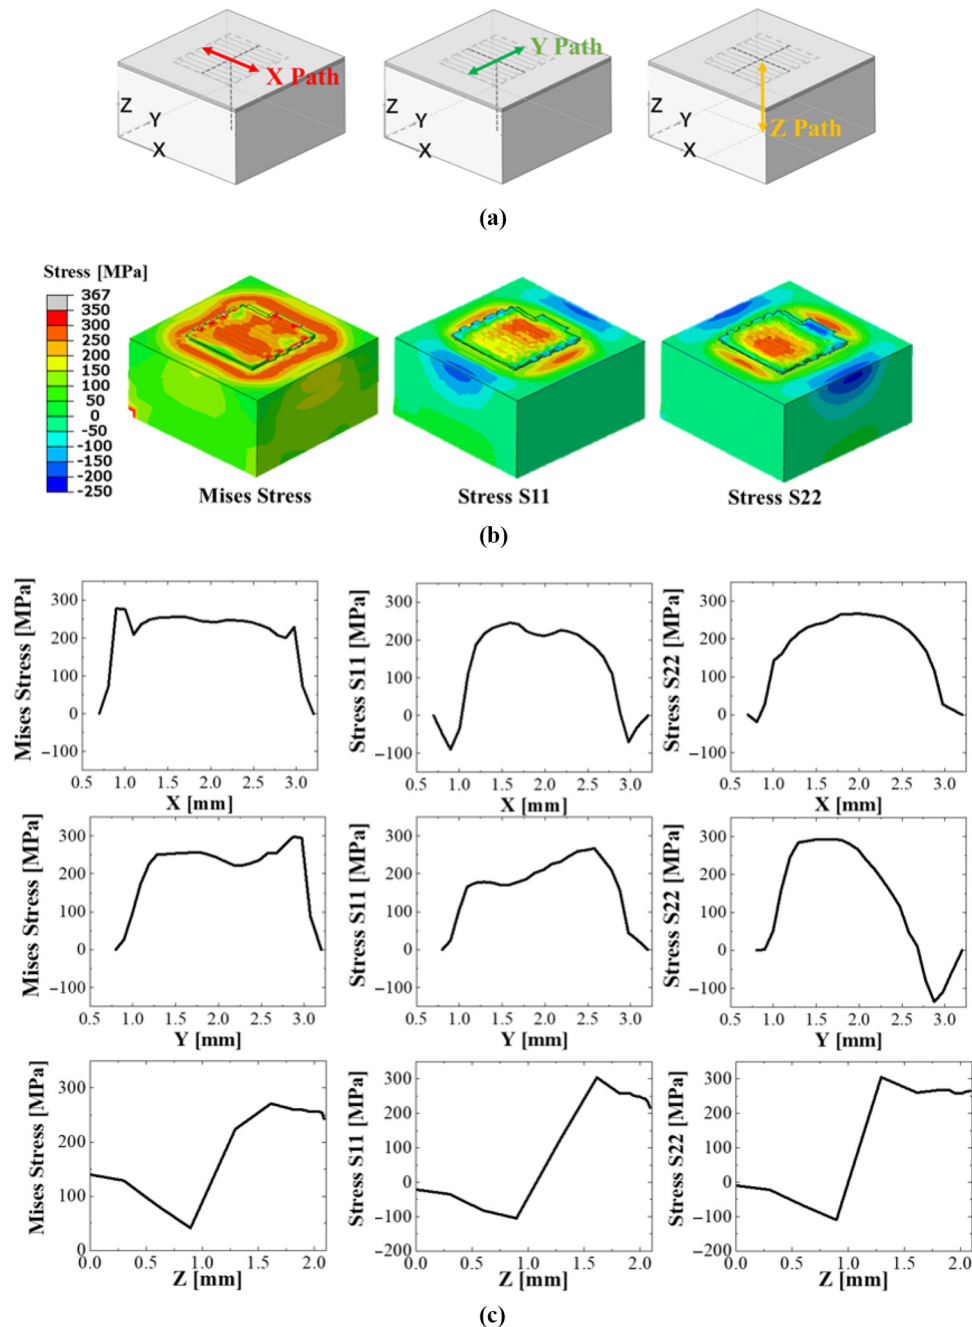 X Path
Z
Y
X
Y Path
Z
Y
X
Z Path
Z
Y
X
(a)
Stress [MPa]
367
350
300
250
200
150
100
50
0
-50
-100
-150
-200
-250
Mises Stress
Stress S11
Stress S22
(b)
Mises Stress [MPa]
300
200
100
0
−100
0.5 1.0 1.5 2.0 2.5 3.0
X [mm]
Stress S11 [MPa]
300
200
100
0
−100
0.5 1.0 1.5 2.0 2.5 3.0
X [mm]
Stress S22 [MPa]
300
200
100
0
−100
0.5 1.0 1.5 2.0 2.5 3.0
X [mm]
Mises Stress [MPa]
300
200
100
0
−100
0.5 1.0 1.5 2.0 2.5 3.0
Y [mm]
Stress S11 [MPa]
300
200
100
0
−100
0.5 1.0 1.5 2.0 2.5 3.0
Y [mm]
Stress S22 [MPa]
300
200
100
0
−100
0.5 1.0 1.5 2.0 2.5 3.0
Y [mm]
Mises Stress [MPa]
300
200
100
0
0.0 0.5 1.0 1.5 2.0
Z [mm]
Stress S11 [MPa]
300
200
100
0
−100
−200
0.0 0.5 1.0 1.5 2.0
Z [mm]
Stress S22 [MPa]
300
200
100
0
−100
−200
0.0 0.5 1.0 1.5 2.0
Z [mm]
(c)